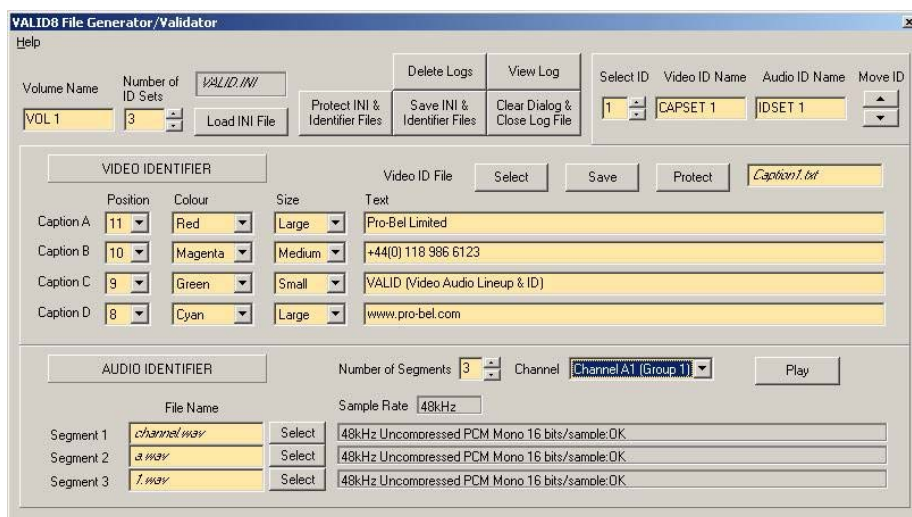 VALID8 File Generator/Validator
Help
Volume Name
VOL 1
Number of
ID Sets
3
VALID.INI
Load INI File
Protect INI &
Identifier Files
Delete Logs
Save INI &
Identifier Files
View Log
Clear Dialog &
Close Log File
Select ID
1
Video ID Name
CAPSET 1
Audio ID Name
IDSET 1
Move ID
VIDEO IDENTIFIER
Video ID File
Select
Save
Protect
Caption1.txt
Position Colour Size Text
Caption A 11 Red Large Pro-Bel Limited
Caption B 10 Magenta Medium +44(0) 118 986 6123
Caption C 9 Green Small VALID (Video Audio Lineup & ID)
Caption D 8 Cyan Large www.pro-bel.com
AUDIO IDENTIFIER
Number of Segments 3 Channel Channel A1 (Group 1) Play
File Name
Sample Rate 48kHz
Segment 1 channel.wav Select 48kHz Uncompressed PCM Mono 16 bits/sample:OK
Segment 2 a.wav Select 48kHz Uncompressed PCM Mono 16 bits/sample:OK
Segment 3 1.wav Select 48kHz Uncompressed PCM Mono 16 bits/sample:OK